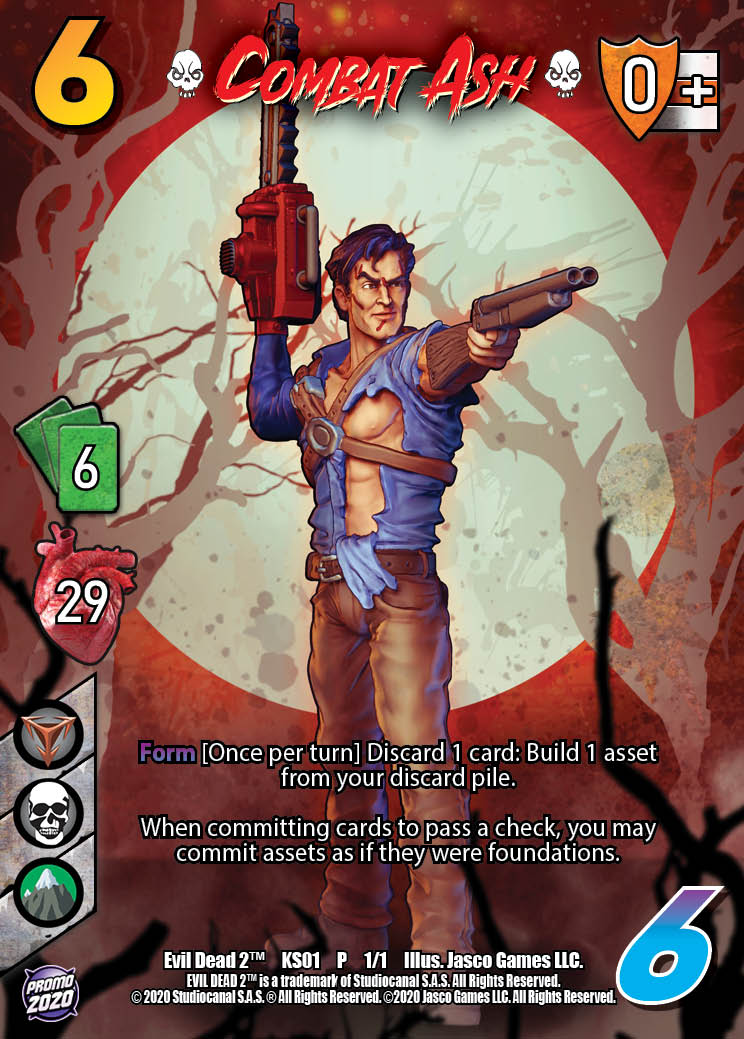 6
COMBAT ASH
0 +
6
29
Form [Once per turn] Discard 1 card: Build 1 asset
from your discard pile.
When committing cards to pass a check, you may
commit assets as if they were foundations.
6
Evil Dead 2™ KS01 P 1/1 Illus. Jasco Games LLC.
EVIL DEAD 2™ is a trademark of Studiocanal S.A.S. All Rights Reserved.
© 2020 Studiocanal S.A.S. ® All Rights Reserved. ©2020 Jasco Games LLC. All Rights Reserved.
PROMO
2020